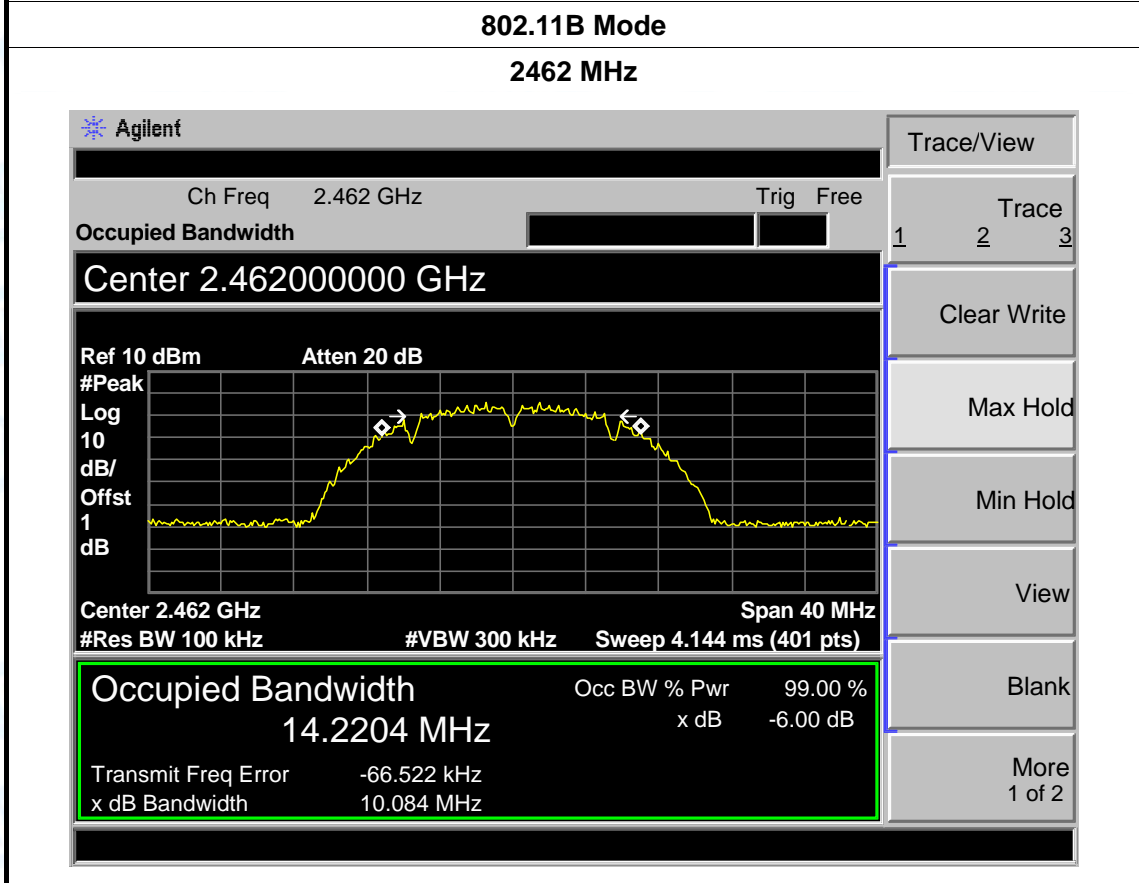 802.11B Mode
2462 MHz
Agilent
Trace/View
Ch Freq 2.462 GHz Trig Free
Occupied Bandwidth
Trace
1 2 3
Center 2.462000000 GHz
Clear Write
Ref 10 dBm Atten 20 dB
#Peak
Log
10
dB/
Offst
1
dB
Max Hold
Min Hold
Center 2.462 GHz Span 40 MHz
#Res BW 100 kHz #VBW 300 kHz Sweep 4.144 ms (401 pts)
View
Occupied Bandwidth Occ BW % Pwr 99.00 %
14.2204 MHz x dB -6.00 dB
Blank
Transmit Freq Error -66.522 kHz
x dB Bandwidth 10.084 MHz
More
1 of 2